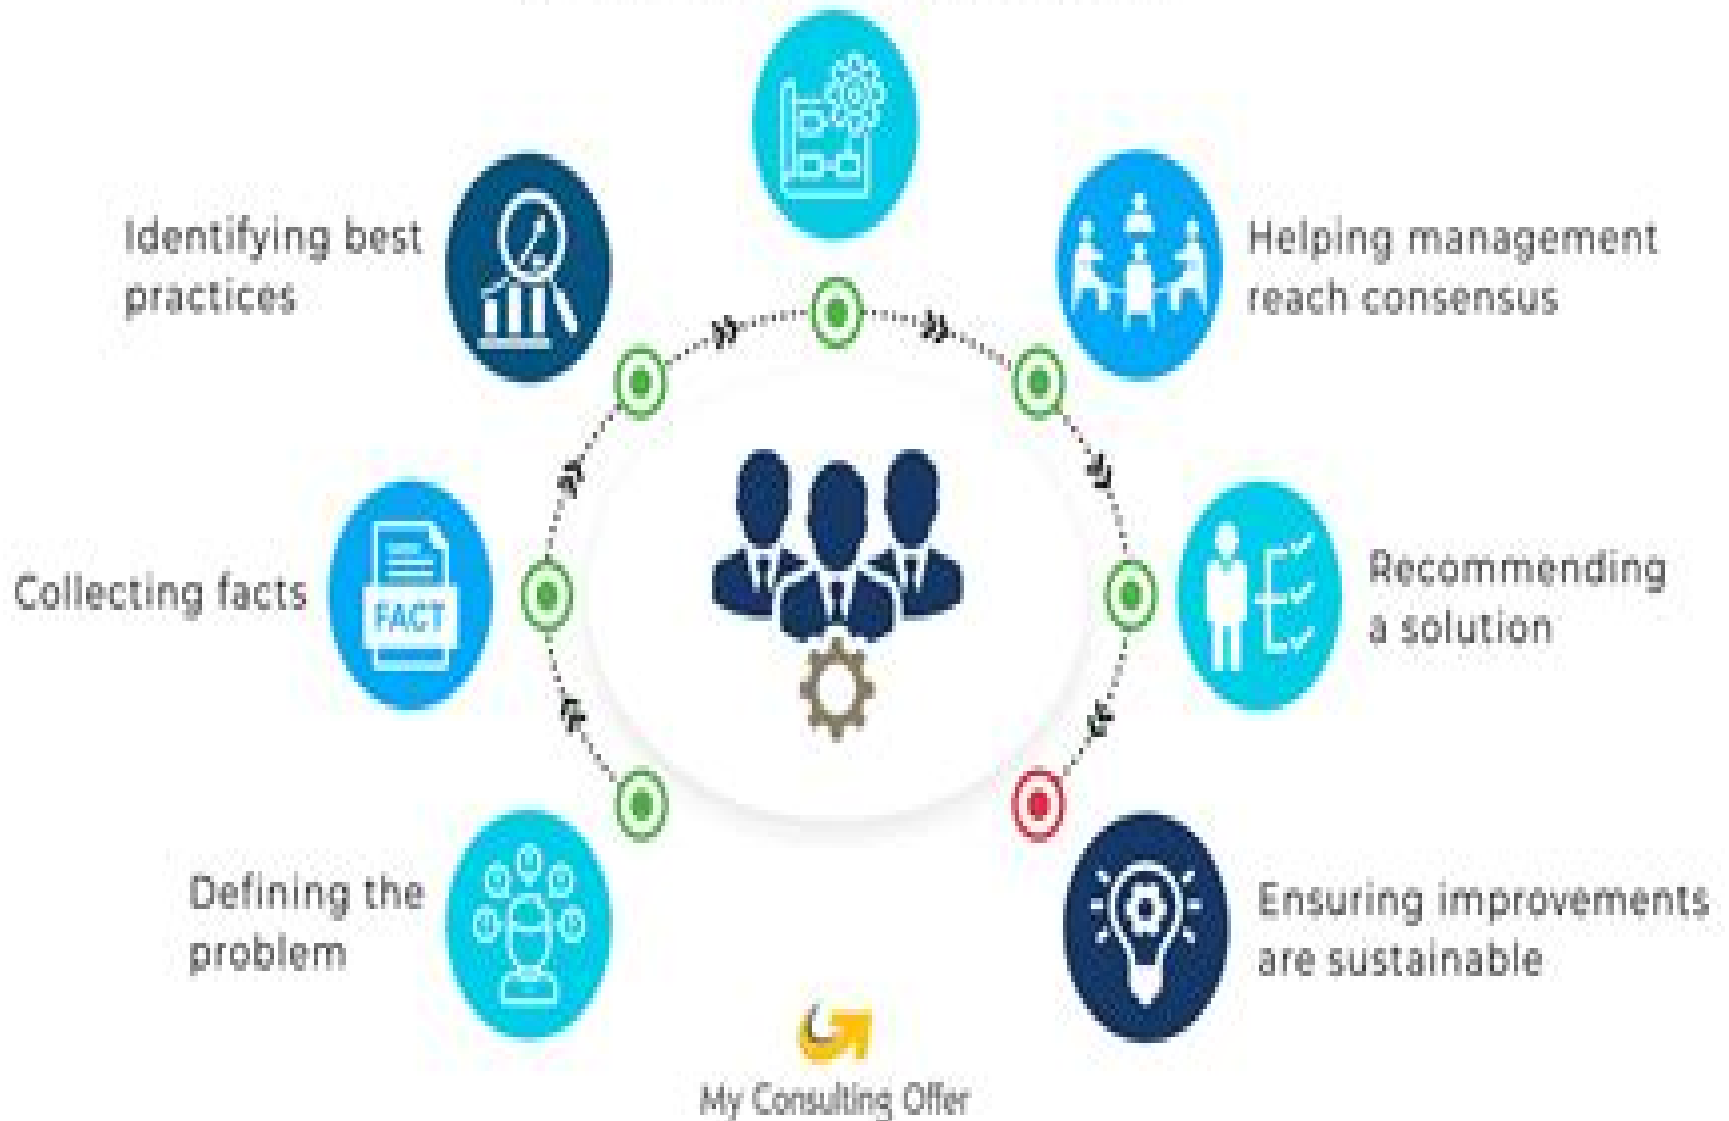 Identifying best
practices
Helping management
reach consensus
Collecting facts
FACT
Recommending
a solution
Defining the
problem
Ensuring improvements
are sustainable
My Consulting Offer